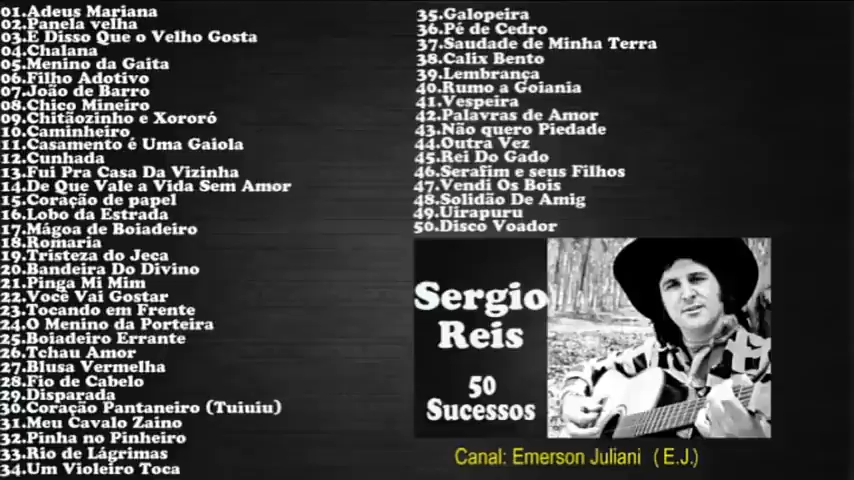 01.Adeus Mariana
02.Panela velha
03.E Disso Que o Velho Gosta
04.Chalana
05.Menino da Gaita
06.Filho Adotivo
07.João de Barro
08.Chico Mineiro
09.Chitãozinho e Xororó
10.Caminheiro
11.Casamento é Uma Gaiola
12.Cunhada
13.Fui Pra Casa Da Vizinha
14.De Que Vale a Vida Sem Amor
15.Coração de papel
16.Lobo da Estrada
17.Mágoa de Boiadeiro
18.Romaria
19.Tristeza do Jeca
20.Bandeira Do Divino
21.Pinga Mi Mim
22.Você Vai Gostar
23.Tocando em Frente
24.O Menino da Porteira
25.Boiadeiro Errante
26.Tchau Amor
27.Blusa Vermelha
28.Fio de Cabelo
29.Disparada
30.Coração Pantaneiro (Tuiuiu)
31.Meu Cavalo Zaino
32.Pinha no Pinheiro
33.Rio de Lágrimas
34.Um Violeiro Toca
35.Galopeira
36.Pé de Cedro
37.Saudade de Minha Terra
38.Calix Bento
39.Lembrança
40.Rumo a Goiania
41.Vespeira
42.Palavras de Amor
43.Não quero Piedade
44.Outra Vez
45.Rei Do Gado
46.Serafim e seus Filhos
47.Vendi Os Bois
48.Solidão De Amig
49.Uirapuru
50.Disco Voador
Sergio
Reis
50
Sucessos
Canal: Emerson Juliani ( E.J.)